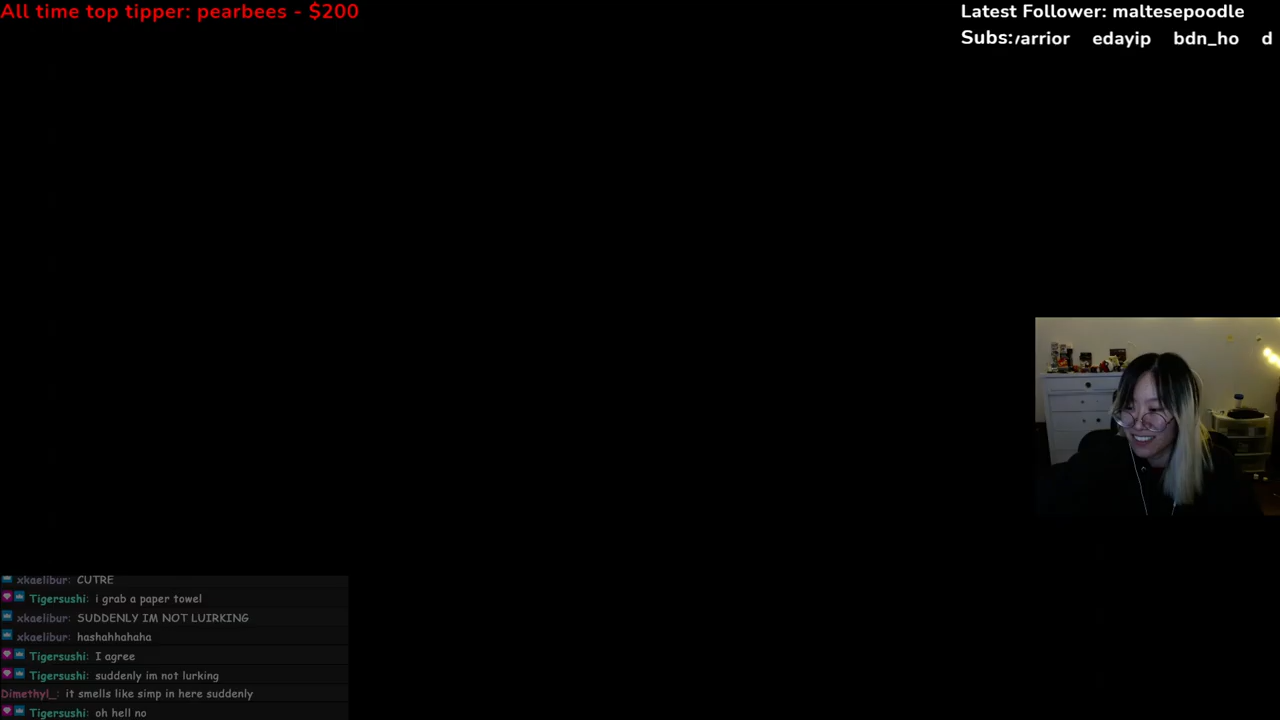 All time top tipper: pearbees - $200
Latest Follower: maltesepoodle
Subs: arrior edayip bdn_ho d
xkaelibur: CUTRE
Tigersushi: i grab a paper towel
xkaelibur: SUDDENLY IM NOT LUIRKING
xkaelibur: hashahhahaha
Tigersushi: I agree
Tigersushi: suddenly im not lurking
Dimethyl_: it smells like simp in here suddenly
Tigersushi: oh hell no